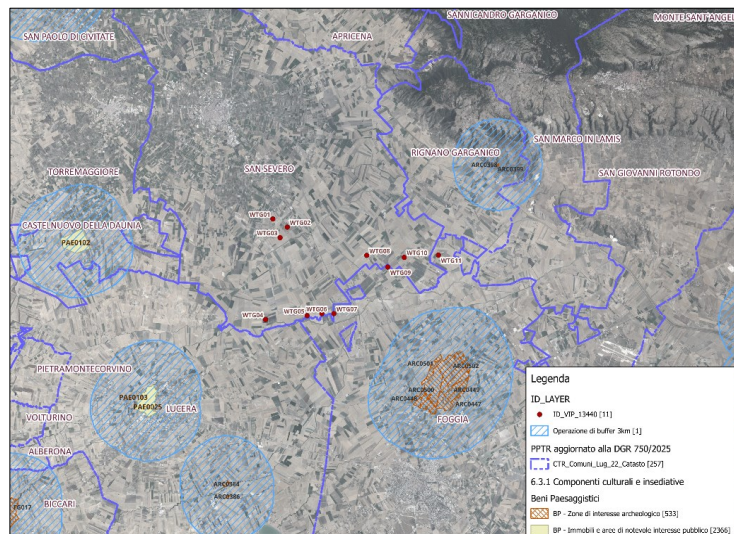 SANNICANDRO GARGANICO
MONTE SANT'ANGEL
SAN PAOLO DI CIVITATE
APRICENA
RIGNANO GARGANICO
SAN MARCO IN LAMIS
SAN SEVERO
TORREMAGGIORE
SAN GIOVANNI ROTONDO
WTG01
WTG02
CASTELNUOVO DELLA DAUNIA
WTG03
PAE0102
WTG08
WTG10
WTG11
WTG09
WTG04
WTG05
WTG06
WTG07
PIETRAMONTECORVINO
ARC0503
ARC0502
ARC0500
PAE0103
PAE0025
LUCERA
ARC0447
VOLTURINO
FOGGIA
ALBERONA
ARC0384
ARC0386
BICCARI
Legenda
ID_LAYER
ID_VIP_13440 [11]
Operazione di buffer 3km [1]
PPTR aggiornato alla DGR 750/2025
CTR_Comuni_Lug_22_Catasto [257]
6.3.1 Componenti culturali e insediative
Beni Paesaggistici
BP - Zone di interesse archeologico [533]
BP - Immobili e aree di notevole interesse pubblico [2366]